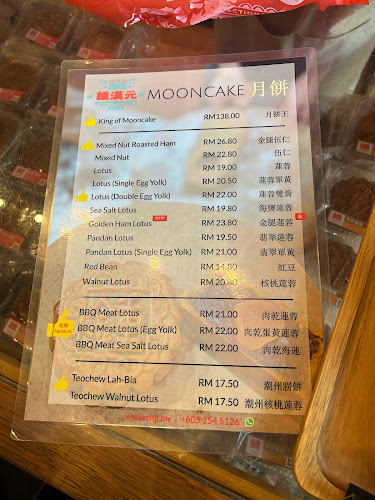 鍾漢元
MOONCAKE 月餅
King of Mooncake RM138.00 月餅王
Mixed Nut Roasted Ham RM 26.80 金腿伍仁
Mixed Nut RM 22.80 伍仁
Lotus RM 19.00 蓮蓉
Lotus (Single Egg Yolk) RM 20.50 蓮蓉單黃
Lotus (Double Egg Yolk) RM 22.00 蓮蓉雙黃
Sea Salt Lotus RM 19.80 海鹽蓮蓉
Golden Ham Lotus NEW RM 23.80 金腿蓮蓉
Pandan Lotus RM 19.50 翡翠蓮蓉
Pandan Lotus (Single Egg Yolk) RM 21.00 翡翠單黃
Red Bean RM 14.80 紅豆
Walnut Lotus RM 20.80 核桃蓮蓉
BBQ Meat Lotus RM 21.00 肉乾蓮蓉
BBQ Meat Lotus (Egg Yolk) RM 22.00 肉乾蛋黃蓮蓉
BBQ Meat Sea Salt Lotus RM 22.00 肉乾海蓮
Teochew Lah-Bia RM 17.50 潮州朥餅
Teochew Walnut Lotus RM 17.50 潮州核桃蓮蓉
+605 254 5126